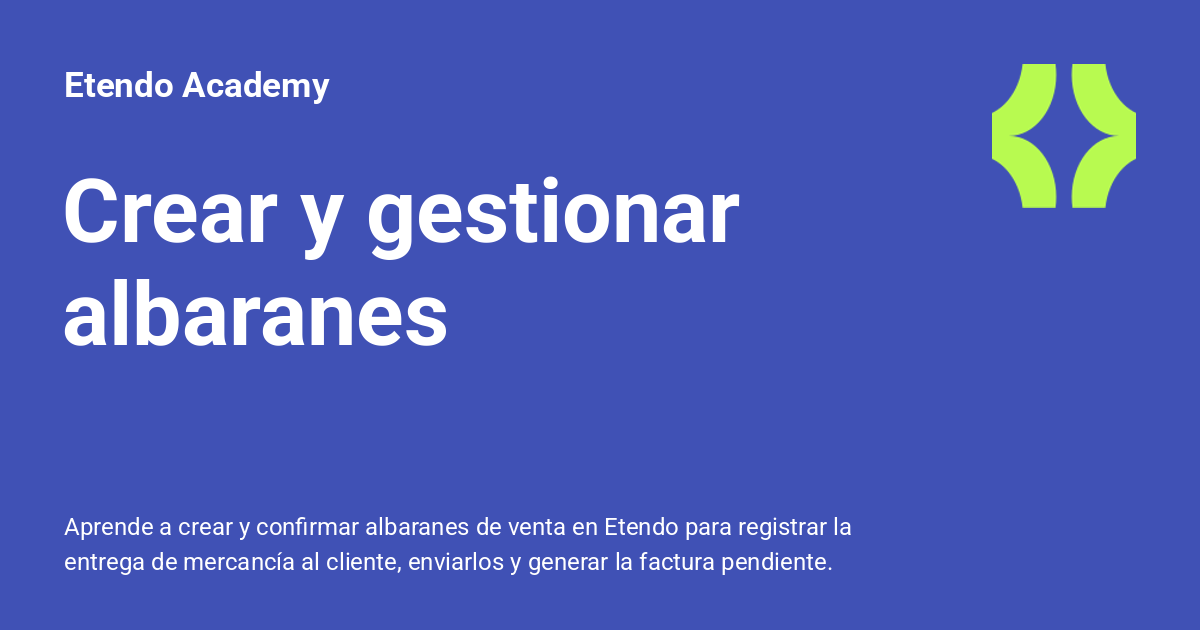 Etendo Academy
Crear y gestionar
albaranes
Aprende a crear y confirmar albaranes de venta en Etendo para registrar la
entrega de mercancía al cliente, enviarlos y generar la factura pendiente.